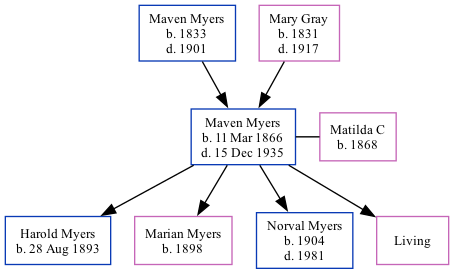 Maven Myers
b. 1833
d. 1901
Mary Gray
b. 1831
d. 1917
Maven Myers
b. 11 Mar 1866
d. 15 Dec 1935
Matilda C
b. 1868
Harold Myers
b. 28 Aug 1893
Marian Myers
b. 1898
Norval Myers
b. 1904
d. 1981
Living